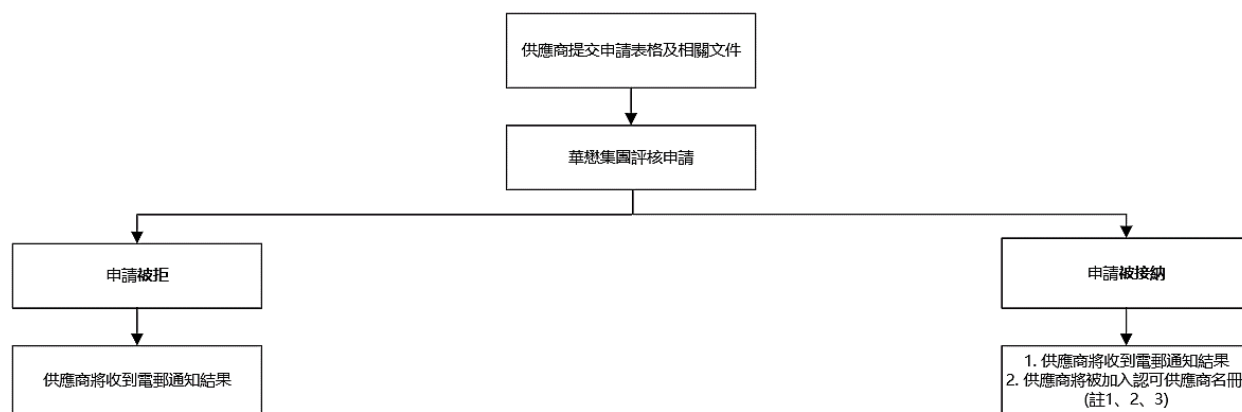 供應商提交申請表格及相關文件
華懋集團評核申請
申請被拒
申請被接納
供應商將收到電郵通知結果
1. 供應商將收到電郵通知結果
2. 供應商將被加入認可供應商名冊
(註1、2、3)